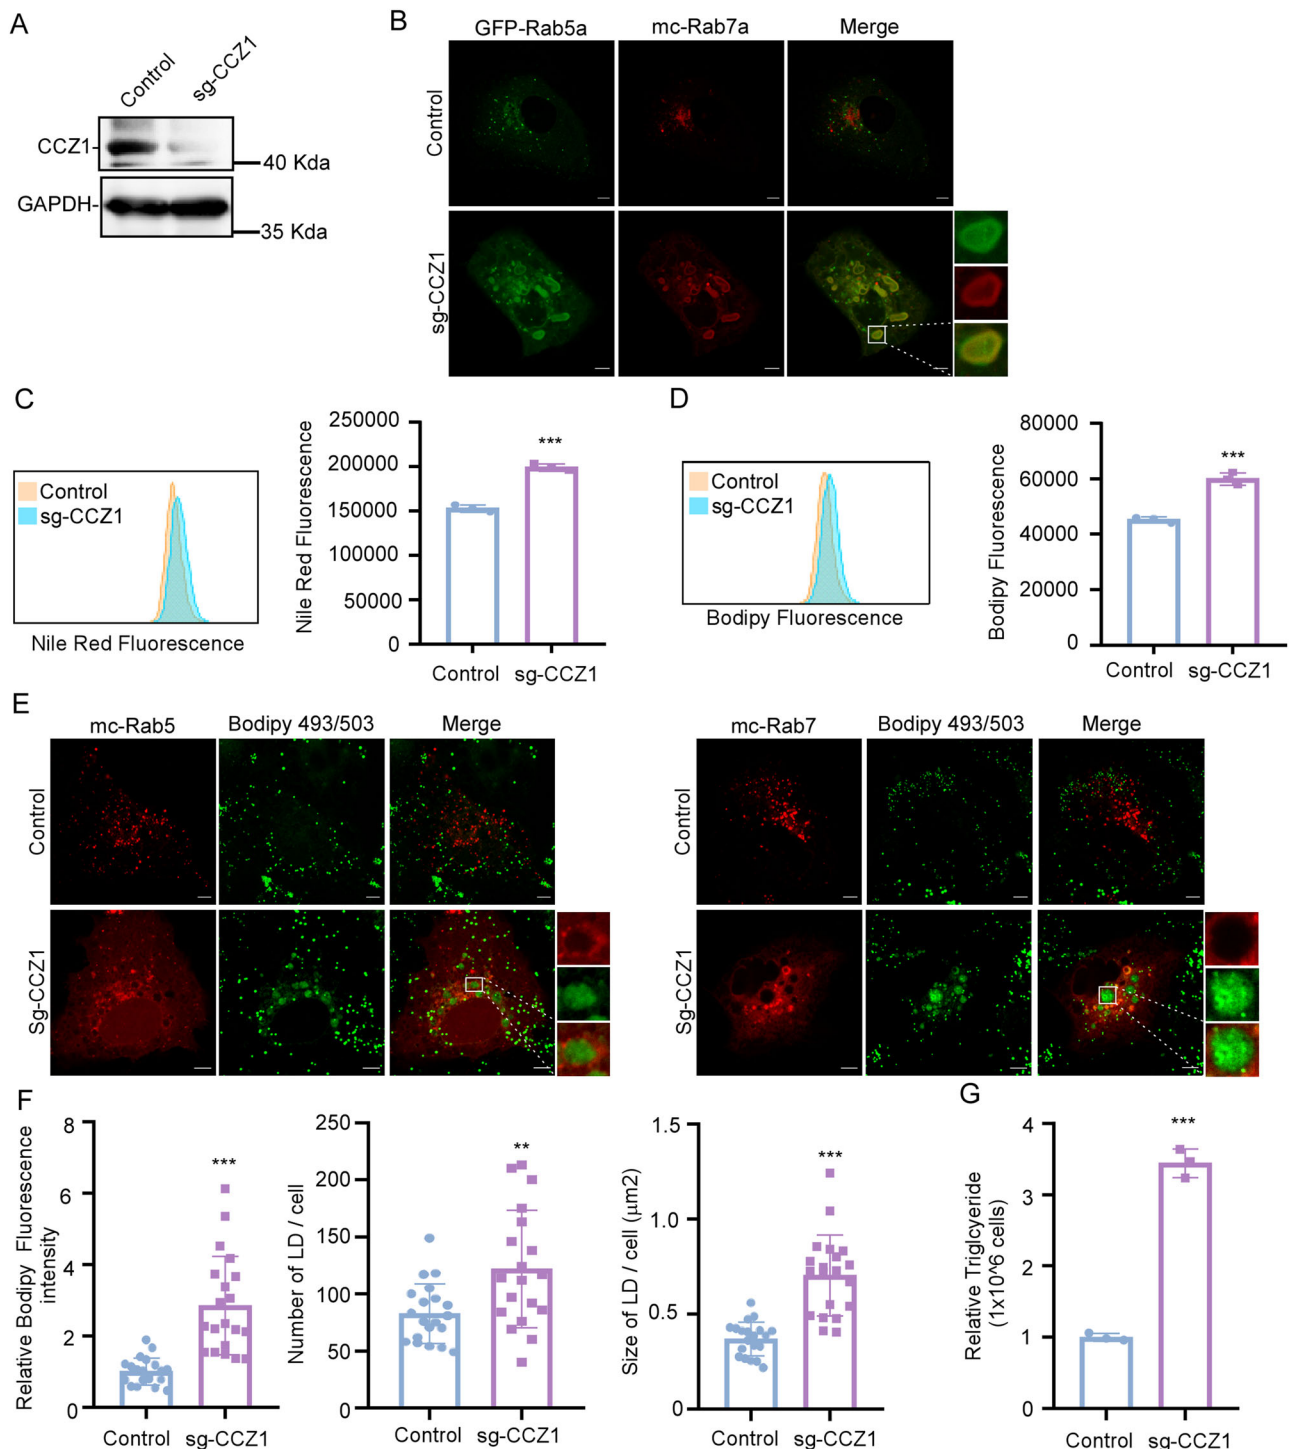 A
Control
sg-CCZ1
CCZ1
40 Kda
GAPDH
35 Kda
B
GFP-Rab5a
mc-Rab7a
Merge
Control
sg-CCZ1
C
Control
sg-CCZ1
Nile Red Fluorescence
Nile Red Fluorescence
250000
200000
150000
100000
50000
0
***
Control
sg-CCZ1
D
Control
sg-CCZ1
Bodipy Fluorescence
Bodipy Fluorescence
80000
60000
40000
20000
0
***
Control
sg-CCZ1
E
mc-Rab5
Bodipy 493/503
Merge
Control
Sg-CCZ1
mc-Rab7
Bodipy 493/503
Merge
Control
Sg-CCZ1
F
Relative Bodipy Fluorescence
intensity
8
6
4
2
0
***
Control
sg-CCZ1
Number of LD / cell
250
200
150
100
50
0
**
Control
sg-CCZ1
Size of LD / cell (μm2)
1.5
1.0
0.5
0
***
Control
sg-CCZ1
G
Relative Triglcyeride
(1x10^6 cells)
4
3
2
1
0
***
Control
sg-CCZ1